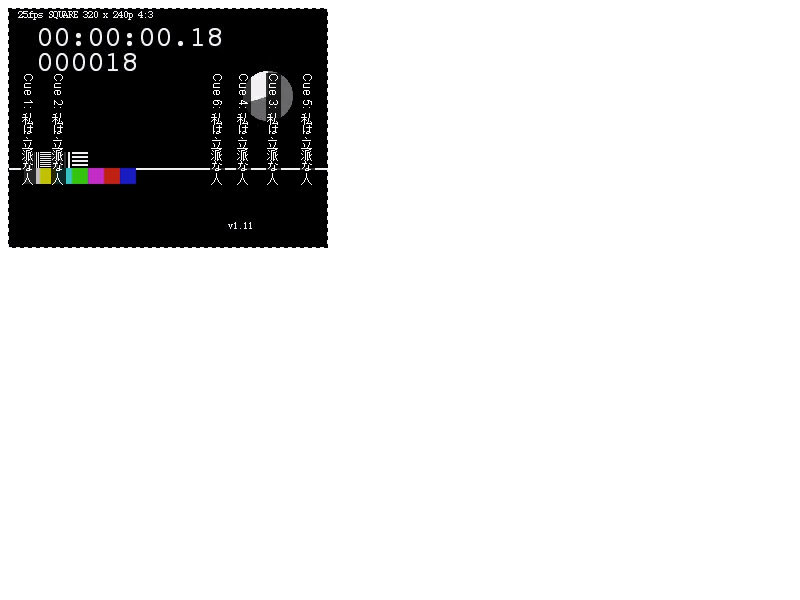 25fps SQUARE 320 x 240p 4:3
00:00:00.18
000018
Cue 1: 私は立派な人
Cue 2: 私は立派な人
Cue 6: 私は立派な人
Cue 4: 私は立派な人
Cue 3: 私は立派な人
Cue 5: 私は立派な人
v1.11